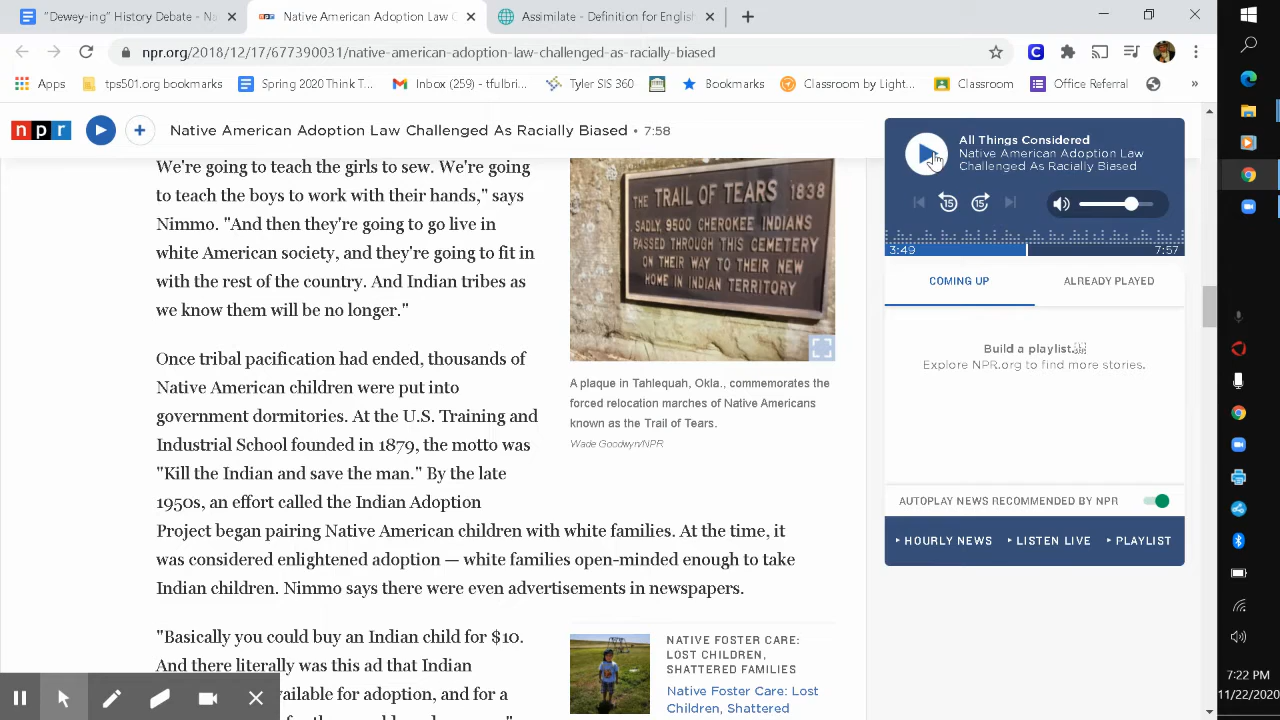 "Dewey-ing" History Debates - Na
Native American Adoption Law C
Assimilate - Definition for English
npr.org/2018/12/17/677390031/native-american-adoption-law-challenged-as-racially-biased
Apps
tps501.org bookmarks
Spring 2020 Trunk T...
Inbox (659) - tfulbri...
Tyler SIS 360
Bookmarks
Classroom by Light...
Classroom
Office Referral
»
npr
Native American Adoption Law Challenged As Racially Biased • 7:58
We're going to teach the girls to sew. We're going
to teach the boys to work with their hands," says
Nimmo. "And then they're going to go live in
white American society, and they're going to fit in
with the rest of the country. And Indian tribes as
we know them will be no longer."
Once tribal pacification had ended, thousands of
Native American children were put into
government dormitories. At the U.S. Training and
Industrial School founded in 1879, the motto was
"Kill the Indian and save the man." By the late
1950s, an effort called the Indian Adoption
Project began pairing Native American children with white families. At the time, it
was considered enlightened adoption — white families open-minded enough to take
Indian children. Nimmo says there were even advertisements in newspapers.
"Basically you could buy an Indian child for $10.
And there literally was this ad that Indian
vailable for adoption, and for a
THE TRAIL OF TEARS 1838
SADLY, 9500 CHEROKEE INDIANS
PASSED THROUGH THIS CEMETERY
ON THEIR WAY TO THEIR NEW
HOME IN INDIAN TERRITORY
A plaque in Tahlequah, Okla., commemorates the
forced relocation marches of Native Americans
known as the Trail of Tears.
Wade Goodwyn/NPR
NATIVE FOSTER CARE:
LOST CHILDREN,
SHATTERED FAMILIES
Native Foster Care: Lost
Children, Shattered
All Things Considered
Native American Adoption Law
Challenged As Racially Biased
15
15
3:49
7:57
COMING UP
ALREADY PLAYED
Build a playlist.
Explore NPR.org to find more stories.
AUTOPLAY NEWS RECOMMENDED BY NPR
HOURLY NEWS
LISTEN LIVE
PLAYLIST
7:22 PM
11/22/2020